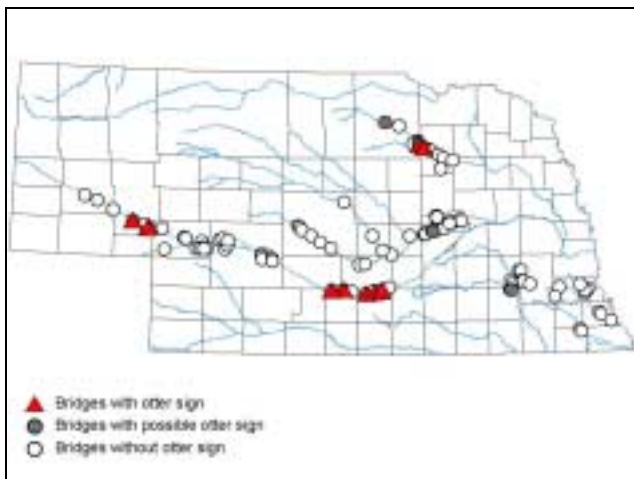 Bridges with otter sign
Bridges with possible otter sign
Bridges without otter sign